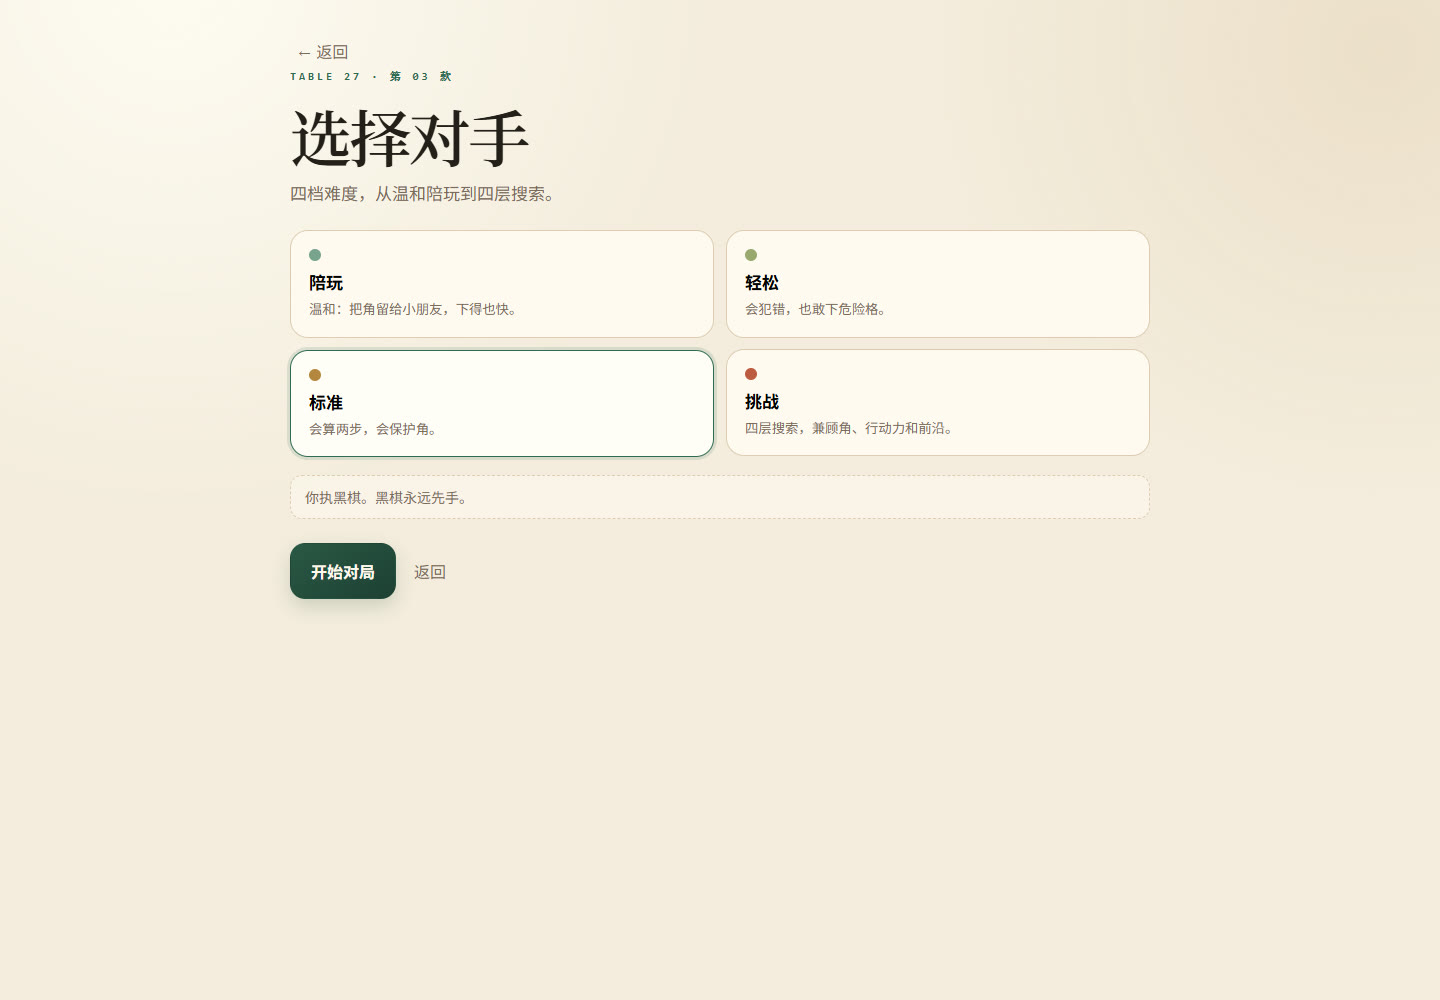 ← 返回
TABLE 27 · 第 03 款
选择对手
四档难度，从温和陪玩到四层搜索。
陪玩
温和：把角留给小朋友，下得也快。
轻松
会犯错，也敢下危险格。
标准
会算两步，会保护角。
挑战
四层搜索，兼顾角、行动力和前沿。
你执黑棋。黑棋永远先手。
开始对局
返回